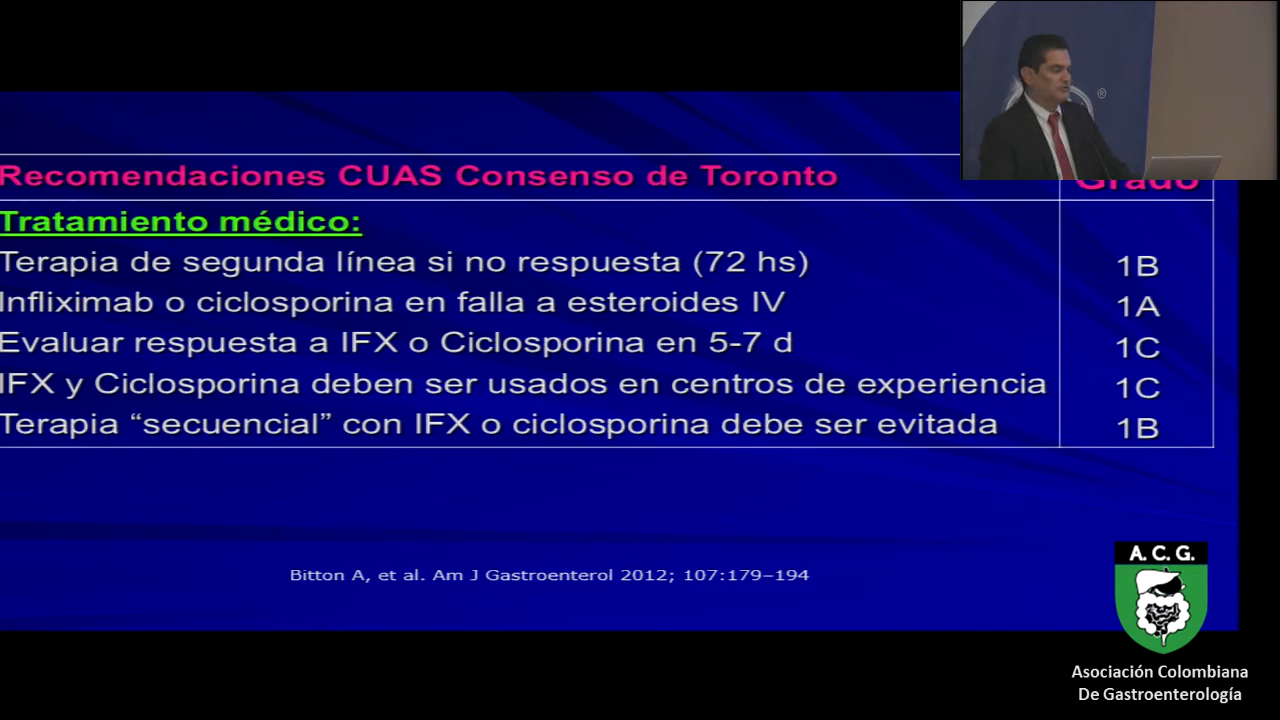 Recomendaciones CUAS Consenso de Toronto
Grado
Tratamiento médico:
Terapia de segunda línea si no respuesta (72 hs)
1B
Infliximab o ciclosporina en falla a esteroides IV
1A
Evaluar respuesta a IFX o Ciclosporina en 5-7 d
1C
IFX y Ciclosporina deben ser usados en centros de experiencia
1C
Terapia “secuencial” con IFX o ciclosporina debe ser evitada
1B
Bitton A, et al. Am J Gastroenterol 2012; 107:179–194
A. C. G.
Asociación Colombiana
De Gastroenterología
®